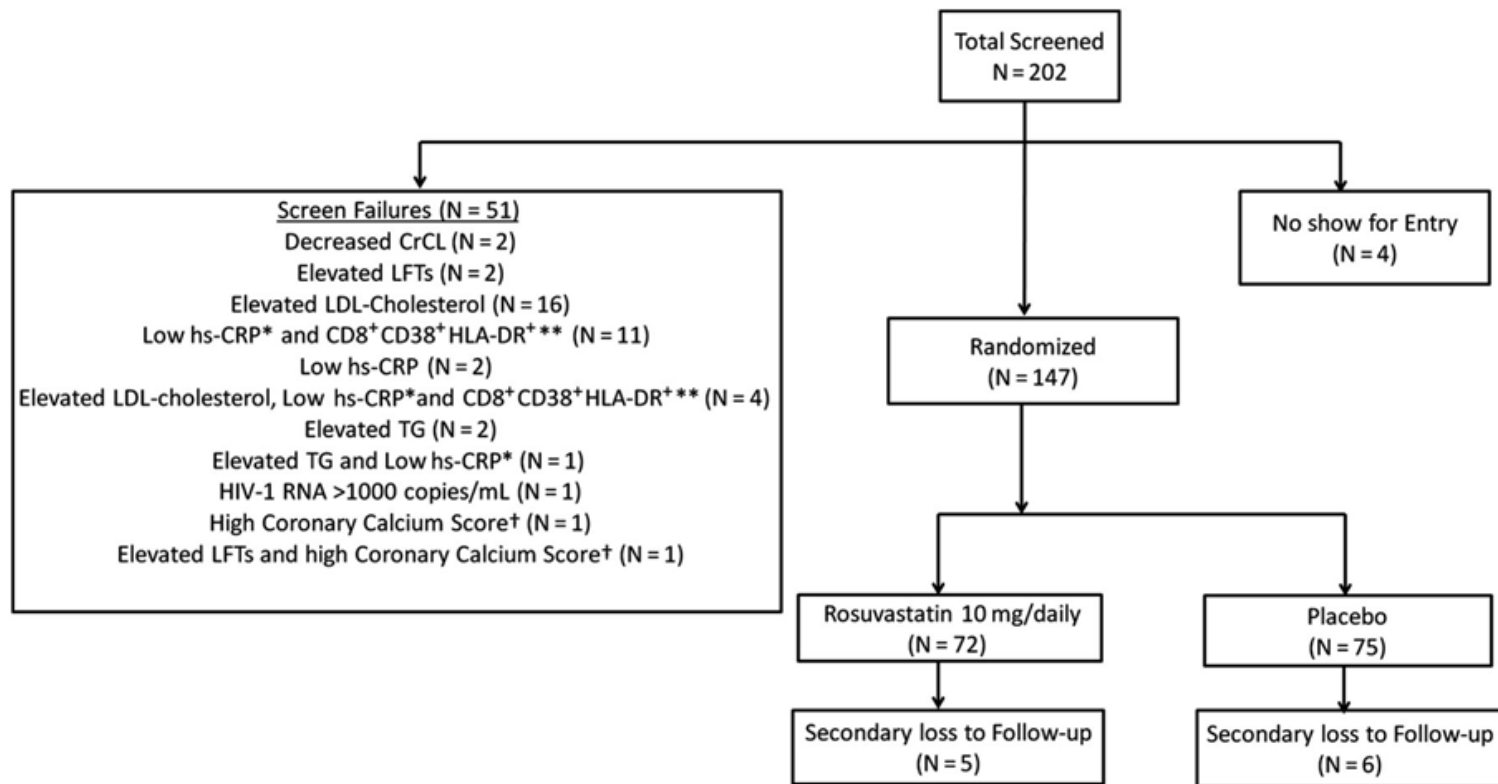 Total Screened
N = 202
Screen Failures (N = 51)
Decreased CrCL (N = 2)
Elevated LFTs (N = 2)
Elevated LDL-Cholesterol (N = 16)
Low hs-CRP* and CD8⁺CD38⁺HLA-DR⁺** (N = 11)
Low hs-CRP (N = 2)
Elevated LDL-cholesterol, Low hs-CRP*and CD8⁺CD38⁺HLA-DR⁺** (N = 4)
Elevated TG (N = 2)
Elevated TG and Low hs-CRP* (N = 1)
HIV-1 RNA >1000 copies/mL (N = 1)
High Coronary Calcium Score† (N = 1)
Elevated LFTs and high Coronary Calcium Score† (N = 1)
No show for Entry
(N = 4)
Randomized
(N = 147)
Rosuvastatin 10 mg/daily
(N = 72)
Placebo
(N = 75)
Secondary loss to Follow-up
(N = 5)
Secondary loss to Follow-up
(N = 6)